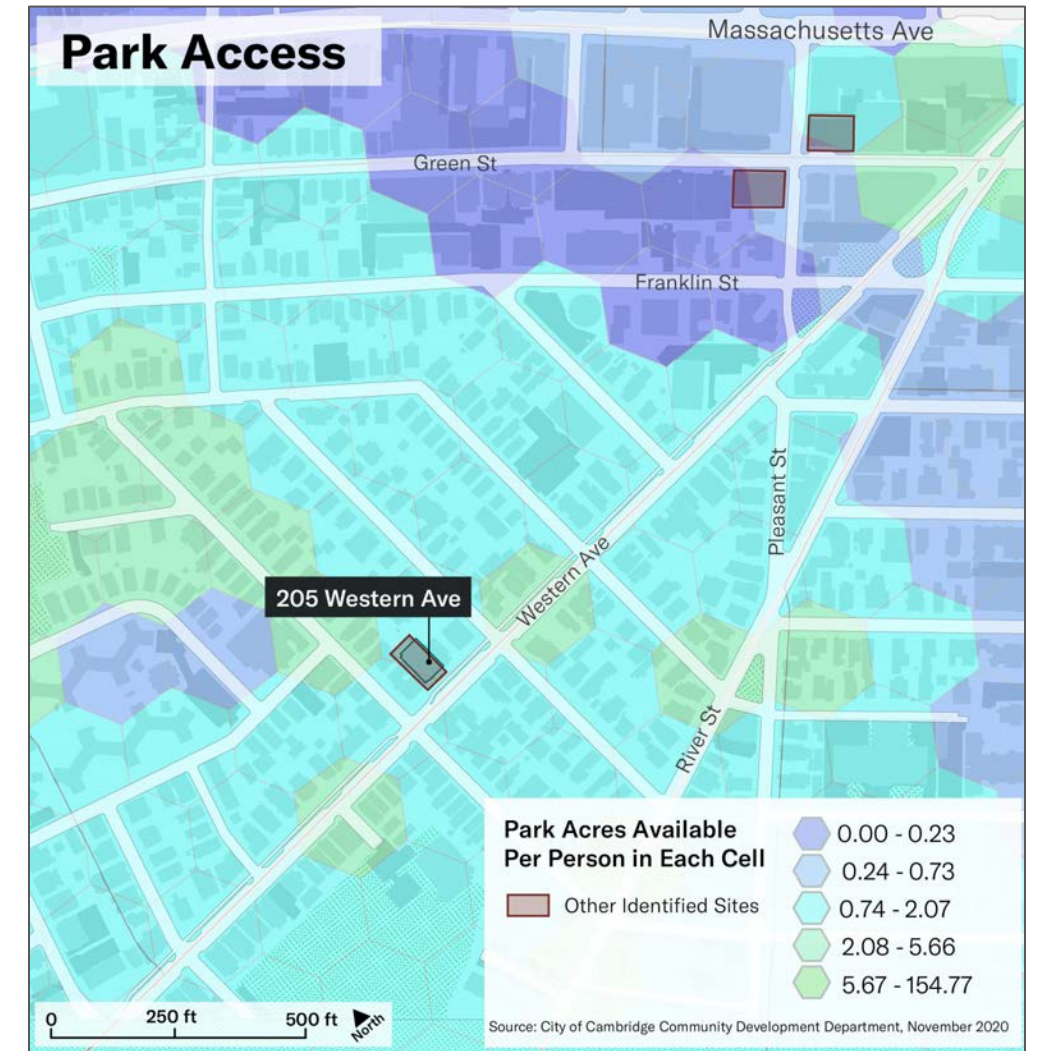 Park Access
Massachusetts Ave
Green St
Franklin St
Pleasant St
205 Western Ave
Western Ave
River St
Park Acres Available
Per Person in Each Cell
Other Identified Sites
0.00 - 0.23
0.24 - 0.73
0.74 - 2.07
2.08 - 5.66
5.67 - 154.77
0 250 ft 500 ft North
Source: City of Cambridge Community Development Department, November 2020